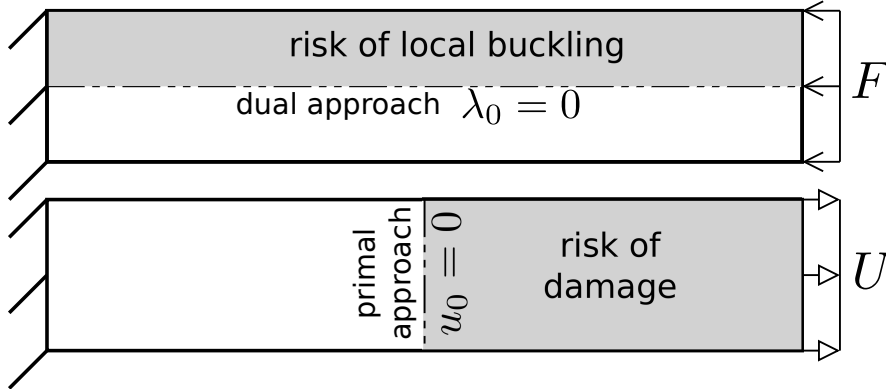 risk of local buckling
dual approach λ₀ = 0
F
primal
approach
u₀ = 0
risk of
damage
U